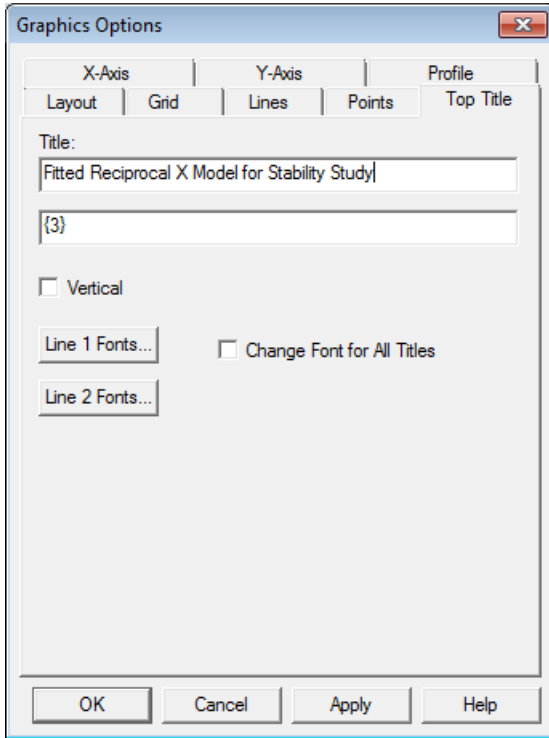 Graphics Options
X-Axis Y-Axis Profile
Layout Grid Lines Points Top Title
Title:
Fitted Reciprocal X Model for Stability Study
{3}
Vertical
Line 1 Fonts... Change Font for All Titles
Line 2 Fonts...
OK Cancel Apply Help